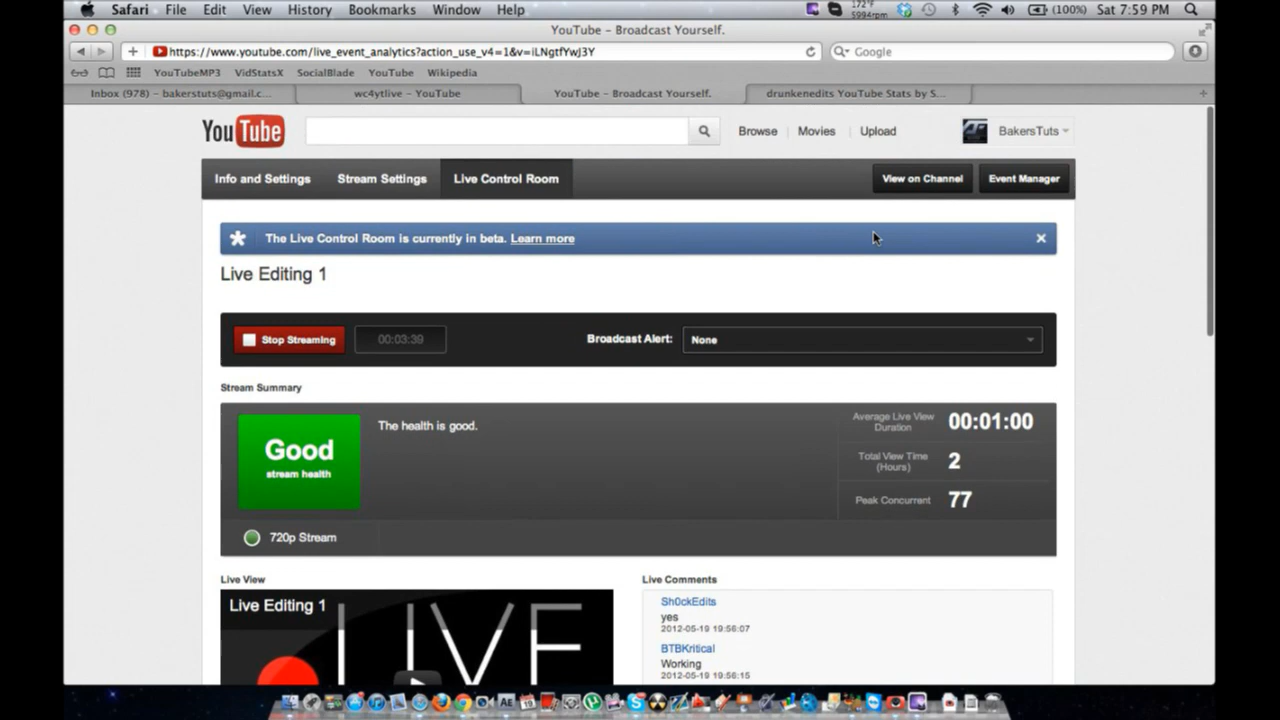 Safari File Edit View History Bookmarks Window Help 172°F 5994rpm (100%) Sat 7:59 PM
YouTube - Broadcast Yourself.
https://www.youtube.com/live_event_analytics?action_use_v4=1&v=iLNgtfYwJ3Y Google
YouTubeMP3 VidStatsX SocialBlade YouTube Wikipedia
Inbox (978) - bakerstuts@gmail.c... wc4ytlive - YouTube YouTube - Broadcast Yourself. drunkenedits YouTube Stats by S...
YouTube Browse Movies Upload BakersTuts
Info and Settings Stream Settings Live Control Room View on Channel Event Manager
The Live Control Room is currently in beta. Learn more
Live Editing 1
Stop Streaming 00:03:39 Broadcast Alert: None
Stream Summary
Good
stream health
The health is good.
Average Live View Duration 00:01:00
Total View Time (Hours) 2
Peak Concurrent 77
720p Stream
Live View
Live Editing 1
LIVE
Live Comments
Sh0ckEdits
yes
2012-05-19 19:56:07
BTBKritical
Working
2012-05-19 19:56:15